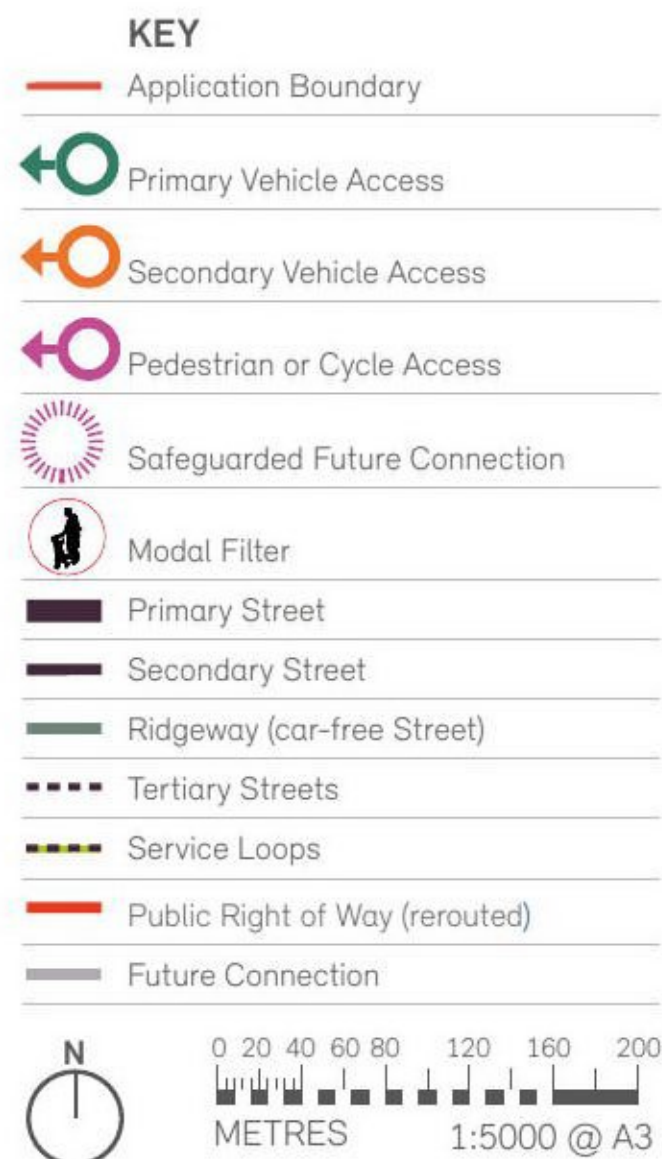 KEY
Application Boundary
Primary Vehicle Access
Secondary Vehicle Access
Pedestrian or Cycle Access
Safeguarded Future Connection
Modal Filter
Primary Street
Secondary Street
Ridgeway (car-free Street)
Tertiary Streets
Service Loops
Public Right of Way (rerouted)
Future Connection
N
0 20 40 60 80 120 160 200
METRES 1:5000 @ A3